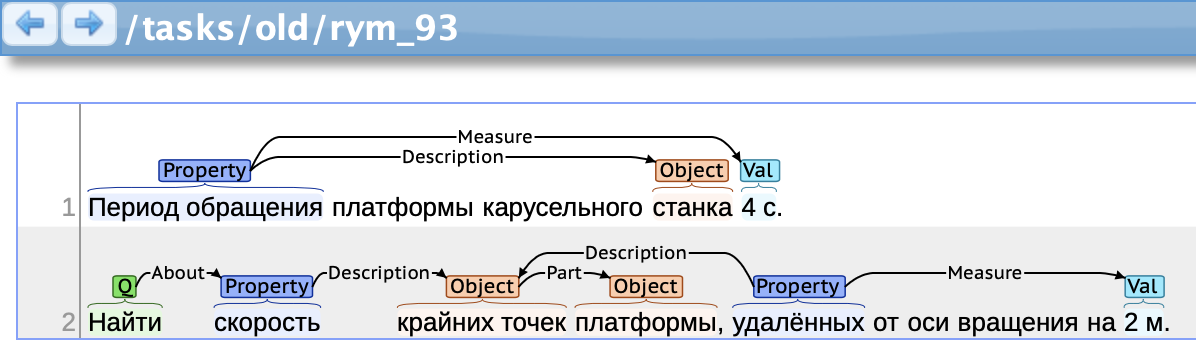 /tasks/old/rym_93
Measure
Description
Property Object Val
1 Период обращения платформы карусельного станка 4 с.
Description
About Description Part Measure
Q Property Object Object Property Val
2 Найти скорость крайних точек платформы, удалённых от оси вращения на 2 м.